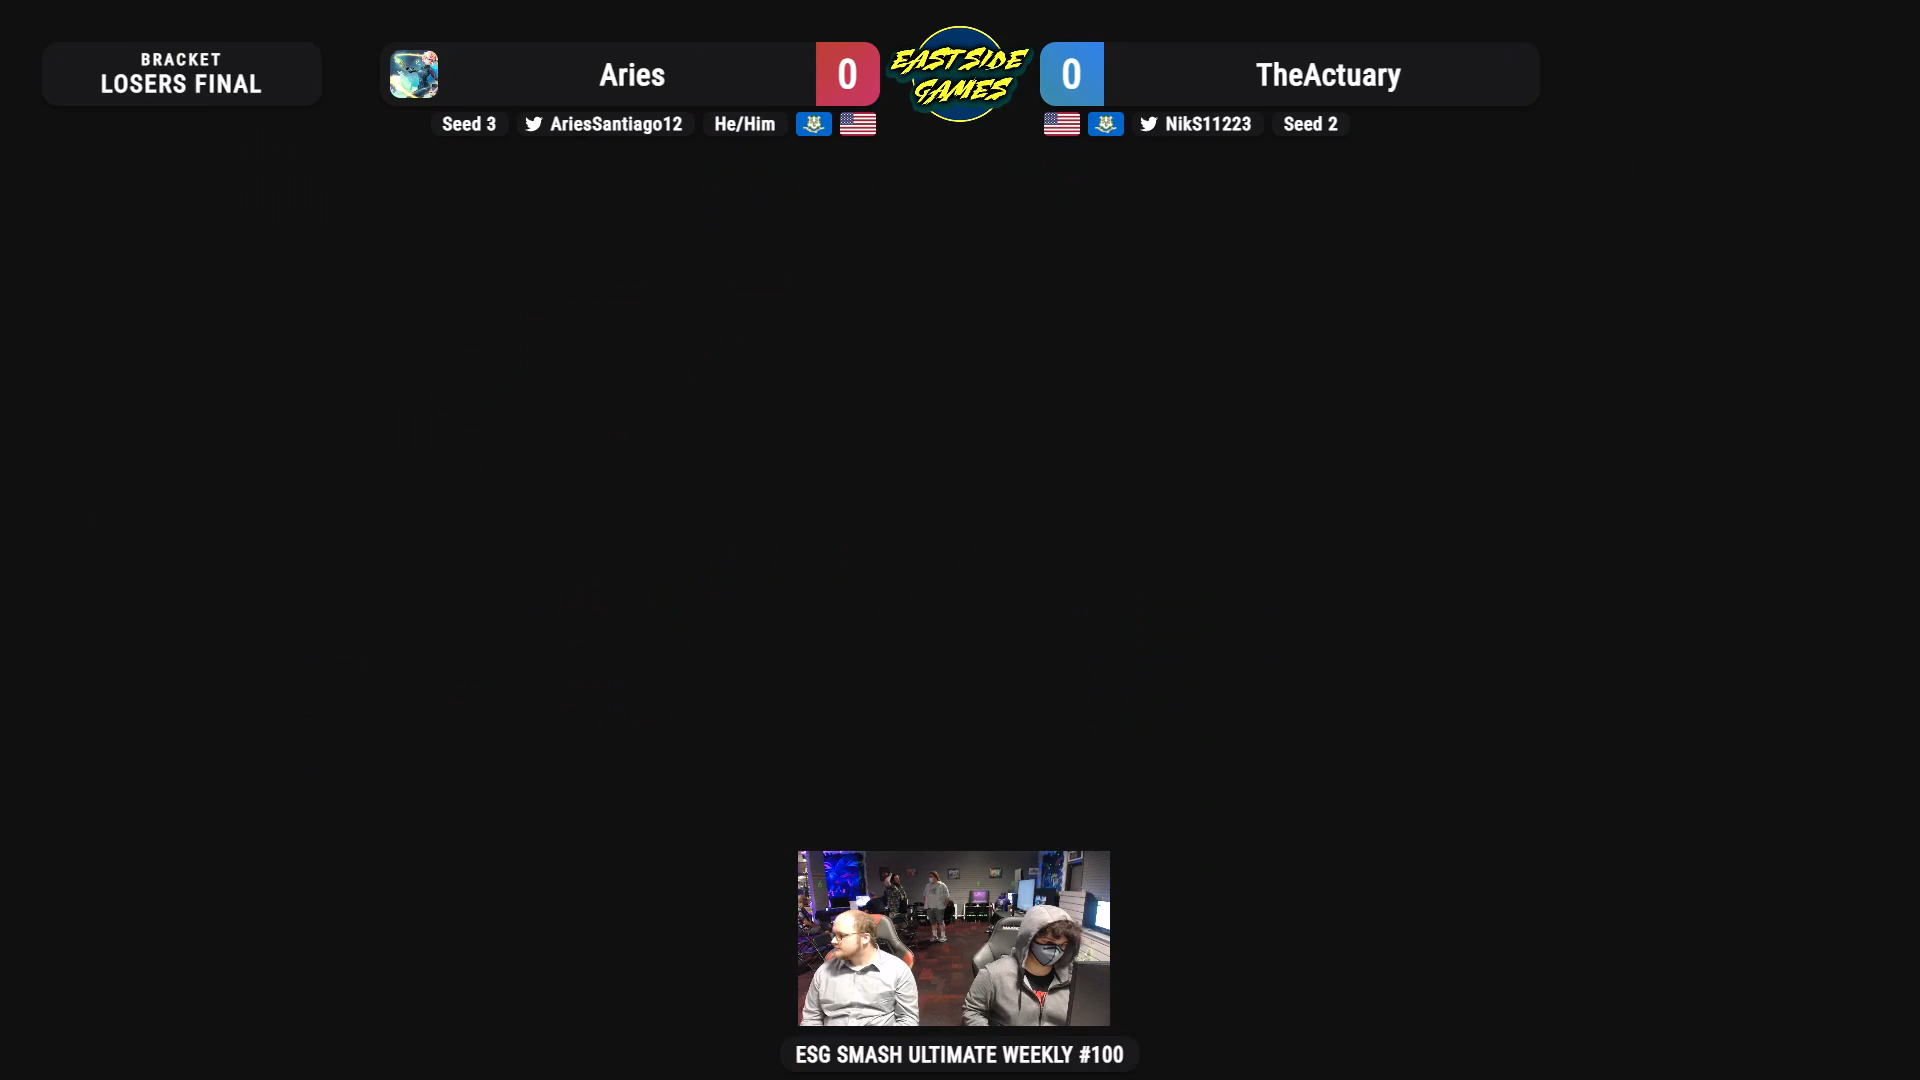 BRACKET
LOSERS FINAL
Aries
0
EAST SIDE
GAMES
0
TheActuary
Seed 3
AriesSantiago12
He/Him
NikS11223
Seed 2
ESG SMASH ULTIMATE WEEKLY #100